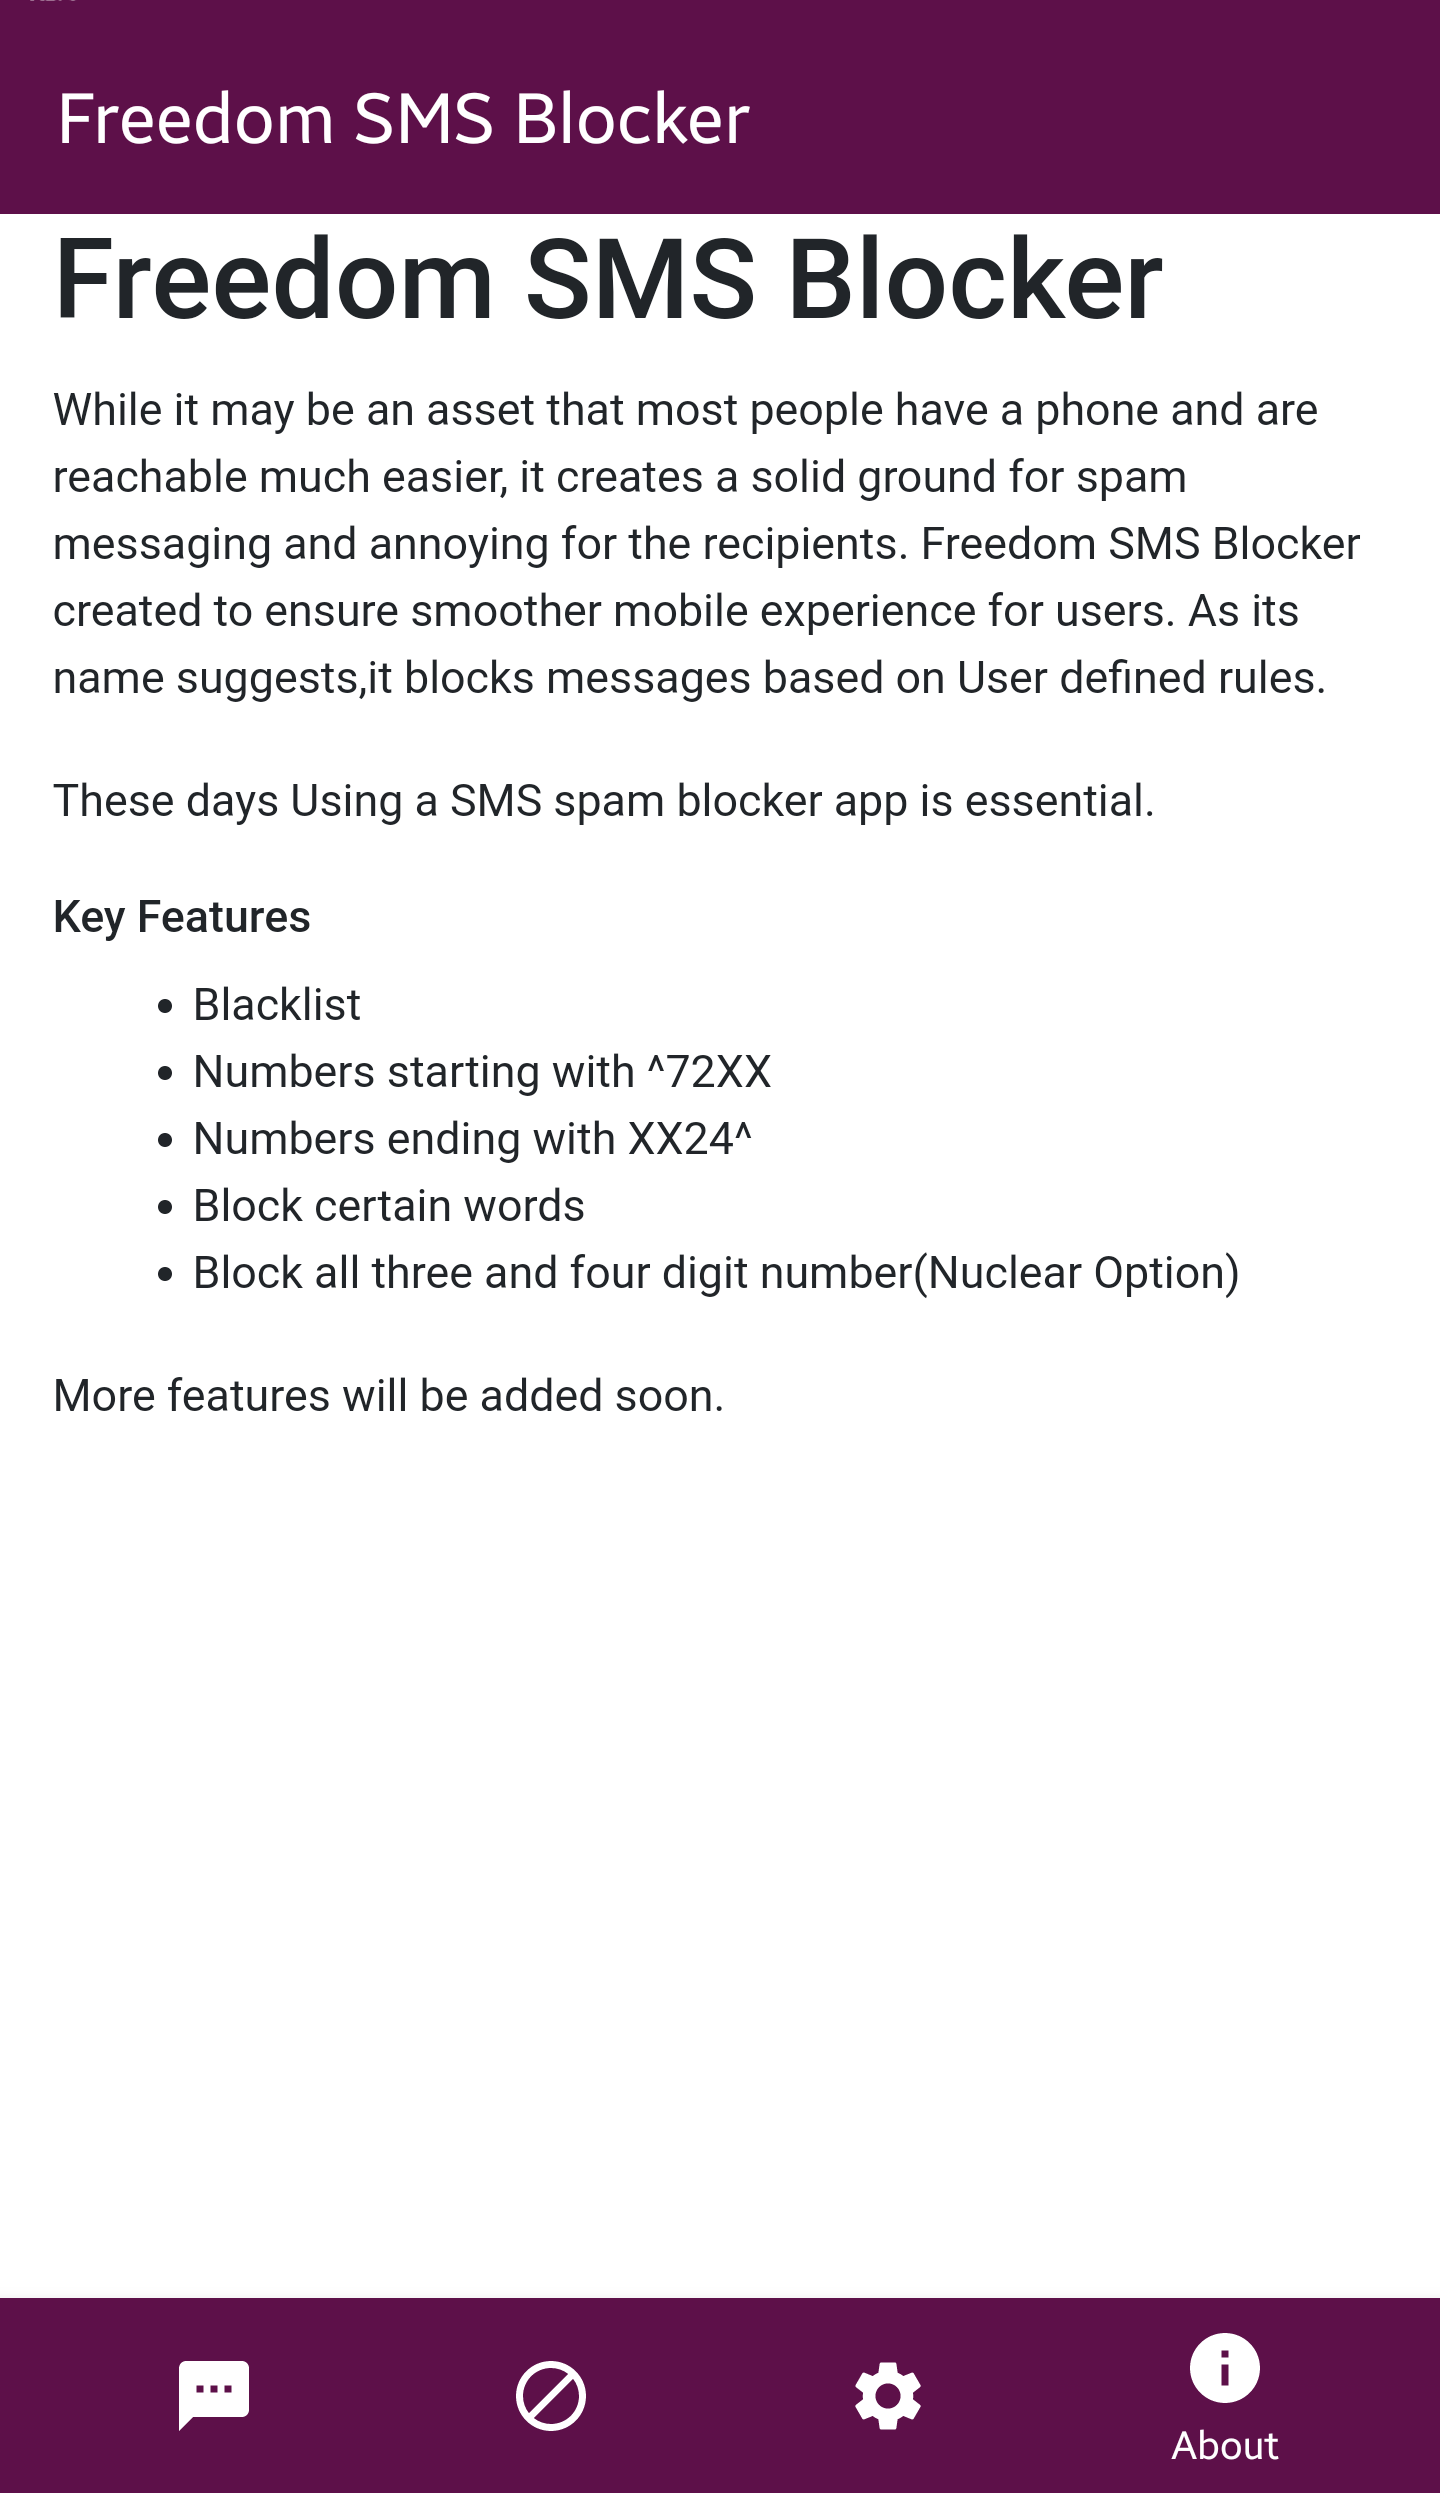 Freedom SMS Blocker
Freedom SMS Blocker
While it may be an asset that most people have a phone and are
reachable much easier, it creates a solid ground for spam
messaging and annoying for the recipients. Freedom SMS Blocker
created to ensure smoother mobile experience for users. As its
name suggests,it blocks messages based on User defined rules.
These days Using a SMS spam blocker app is essential.
Key Features
• Blacklist
• Numbers starting with ^72XX
• Numbers ending with XX24^
• Block certain words
• Block all three and four digit number(Nuclear Option)
More features will be added soon.
About